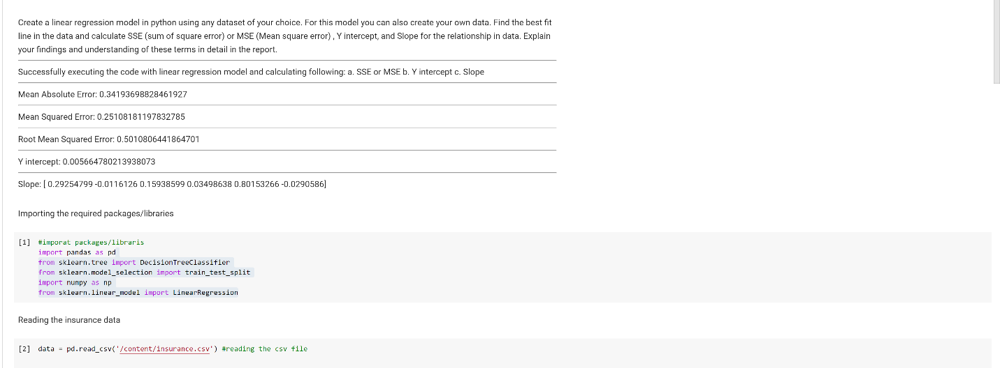 Create a linear regression model in python using any dataset of your choice. For this model you can also create your own data. Find the best fit
line in the data and calculate SSE (sum of square error) or MSE (Mean square error) , Y intercept, and Slope for the relationship in data. Explain
your findings and understanding of these terms in detail in the report.
Successfully executing the code with linear regression model and calculating following: a. SSE or MSE b. Y intercept c. Slope
Mean Absolute Error: 0.34193698828461927
Mean Squared Error: 0.25108181197832785
Root Mean Squared Error: 0.5010806441864701
Y intercept: 0.005664780213938073
Slope: [ 0.29254799 -0.0116126 0.15938599 0.03498638 0.80153266 -0.0290586]
Importing the required packages/libraries
[1] #imporat packages/libraris
import pandas as pd
from sklearn.tree import DecisionTreeClassifier
from sklearn.model_selection import train_test_split
import numpy as np
from sklearn.linear_model import LinearRegression
Reading the insurance data
[2] data = pd.read_csv('/content/insurance.csv') #reading the csv file